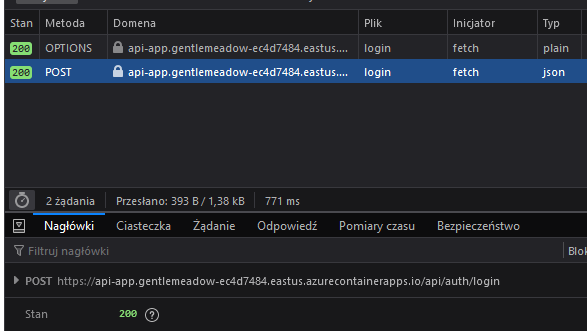 Stan Metoda Domena Plik Inicjator Typ
200 OPTIONS api-app.gentlemeadow-ec4d7484.eastus.... login fetch plain
200 POST api-app.gentlemeadow-ec4d7484.eastus.... login fetch json
2 żądania Przesłano: 393 B / 1,38 kB 771 ms
Nagłówki Ciasteczka Żądanie Odpowiedź Pomiary czasu Bezpieczeństwo
Filtruj nagłówki Blok
POST https://api-app.gentlemeadow-ec4d7484.eastus.azurecontainerapps.io/api/auth/login
Stan 200 ?